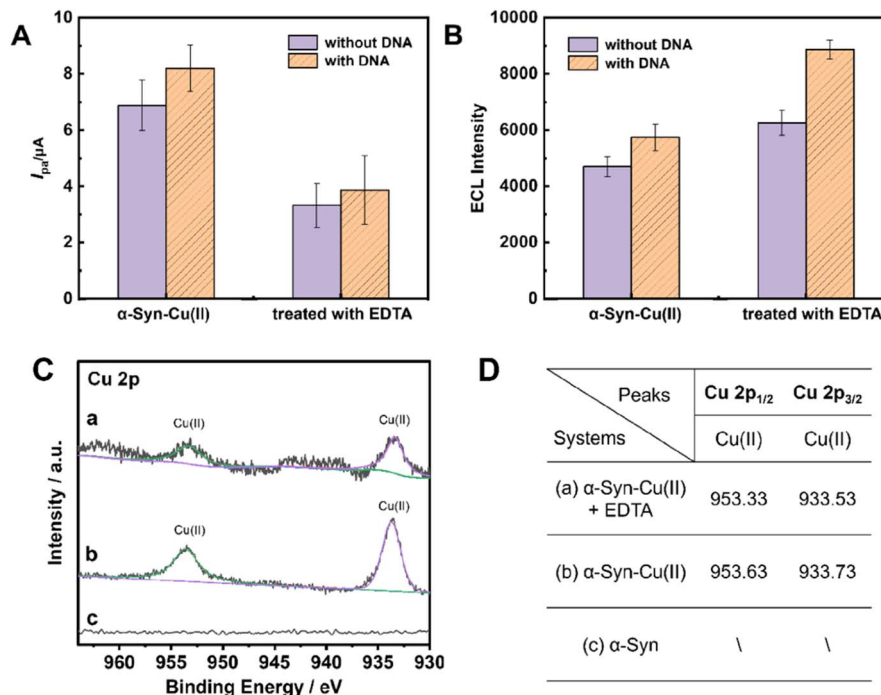 A
I_pa/μA
10
8
6
4
2
0
without DNA
with DNA
α-Syn-Cu(II)
treated with EDTA
B
ECL Intensity
10000
8000
6000
4000
2000
0
without DNA
with DNA
α-Syn-Cu(II)
treated with EDTA
C
Cu 2p
Intensity / a.u.
a
Cu(II)
Cu(II)
b
Cu(II)
Cu(II)
c
960 955 950 945 940 935 930
Binding Energy / eV
D
Peaks
Systems
Cu 2p1/2 Cu 2p3/2
Cu(II) Cu(II)
(a) α-Syn-Cu(II)
+ EDTA
953.33 933.53
(b) α-Syn-Cu(II) 953.63 933.73
(c) α-Syn \ \